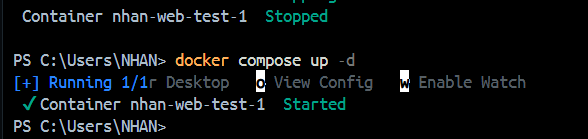 Container nhan-web-test-1 Stopped
PS C:\Users\NHAN> docker compose up -d
[+] Running 1/1r Desktop o View Config w Enable Watch
✓Container nhan-web-test-1 Started
PS C:\Users\NHAN>